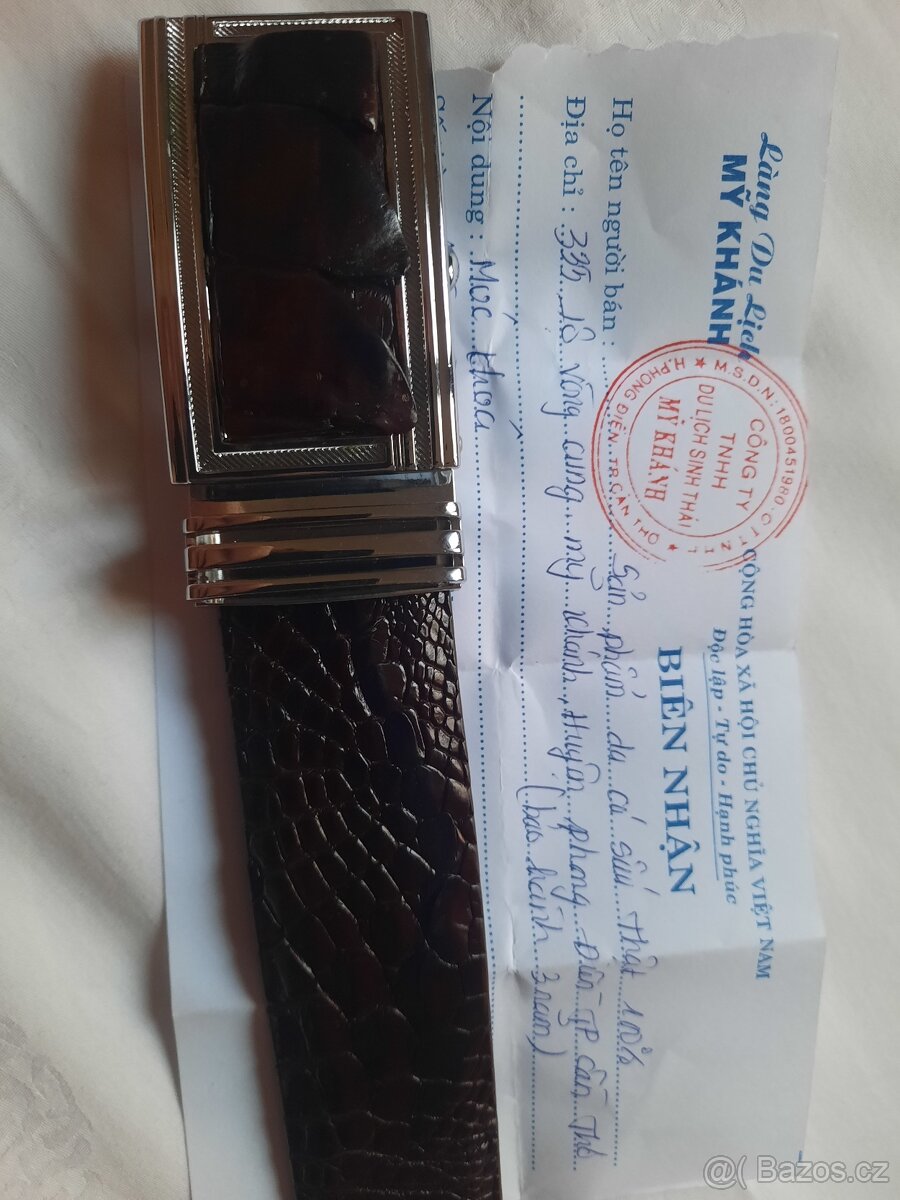 Làng Du Lịch
MỸ KHÁNH
CỘNG HÒA XÃ HỘI CHỦ NGHĨA VIỆT NAM
Độc lập - Tự do - Hạnh phúc
M.S.D.N: 1800451980-C.T.T.N.H.H
CÔNG TY
TNHH
DU LỊCH SINH THÁI
MỸ KHÁNH
H.PHONG ĐIỀN. T.P. CẦN THƠ
BIÊN NHẬN
Họ tên người bán : Sản phẩm da cá sấu thật 100%
Địa chỉ : 335 Lộ vòng cung mỹ khánh, Huyện phong Điền TP Cần Thơ
(bảo hành 3 năm)
Nội dung : Móc khóa
@( Bazos.cz